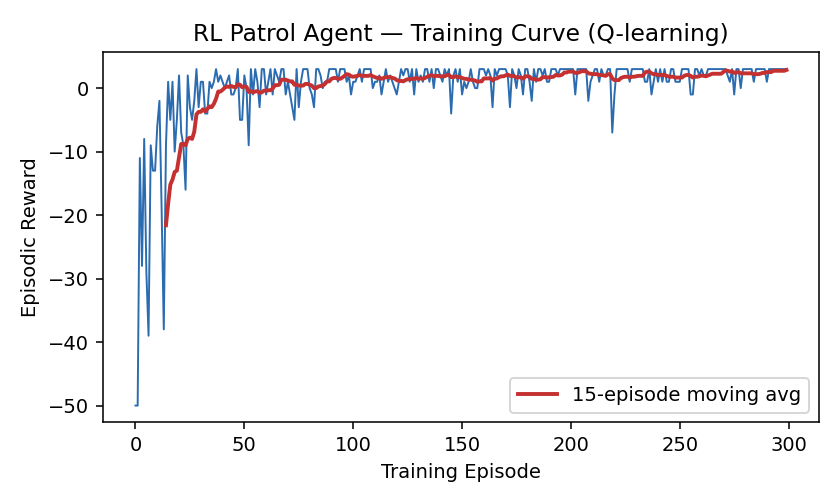 RL Patrol Agent — Training Curve (Q-learning)
Episodic Reward
0
−10
−20
−30
−40
−50
15-episode moving avg
0 50 100 150 200 250 300
Training Episode